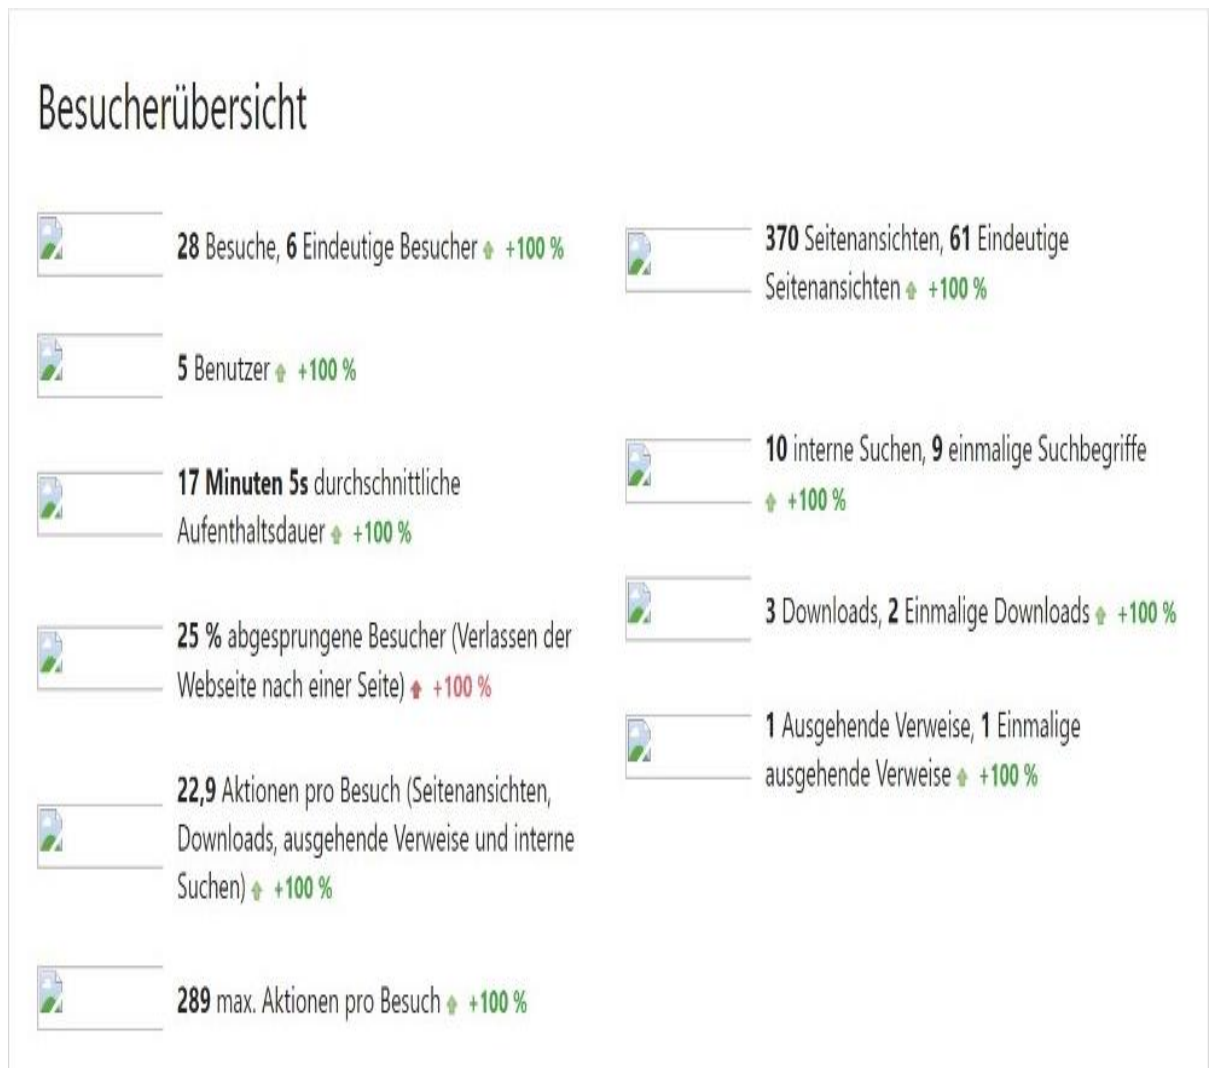 Besucherübersicht
28 Besuche, 6 Eindeutige Besucher +100 %
5 Benutzer +100 %
17 Minuten 5s durchschnittliche
Aufenthaltsdauer +100 %
25 % abgesprungene Besucher (Verlassen der
Webseite nach einer Seite) +100 %
22,9 Aktionen pro Besuch (Seitenansichten,
Downloads, ausgehende Verweise und interne
Suchen) +100 %
289 max. Aktionen pro Besuch +100 %
370 Seitenansichten, 61 Eindeutige
Seitenansichten +100 %
10 interne Suchen, 9 einmalige Suchbegriffe
+100 %
3 Downloads, 2 Einmalige Downloads +100 %
1 Ausgehende Verweise, 1 Einmalige
ausgehende Verweise +100 %